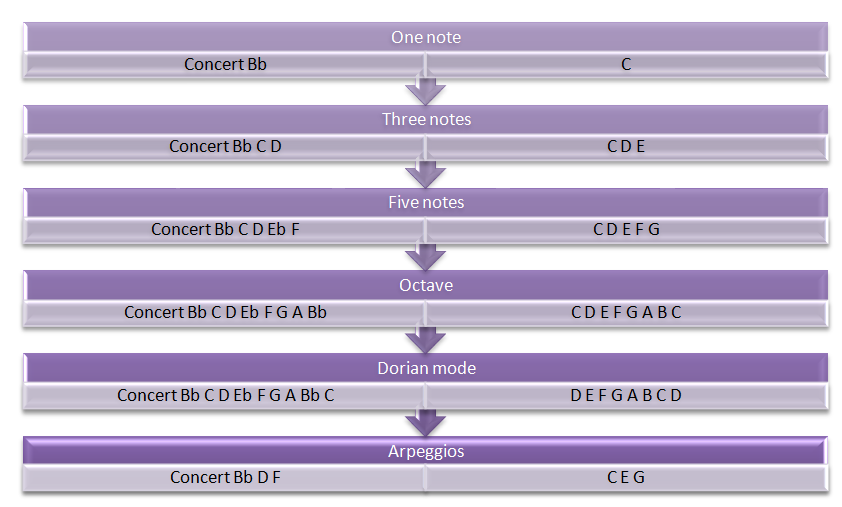 One note
Concert Bb C
Three notes
Concert Bb C D C D E
Five notes
Concert Bb C D Eb F C D E F G
Octave
Concert Bb C D Eb F G A Bb C D E F G A B C
Dorian mode
Concert Bb C D Eb F G A Bb C D E F G A B C D
Arpeggios
Concert Bb D F C E G